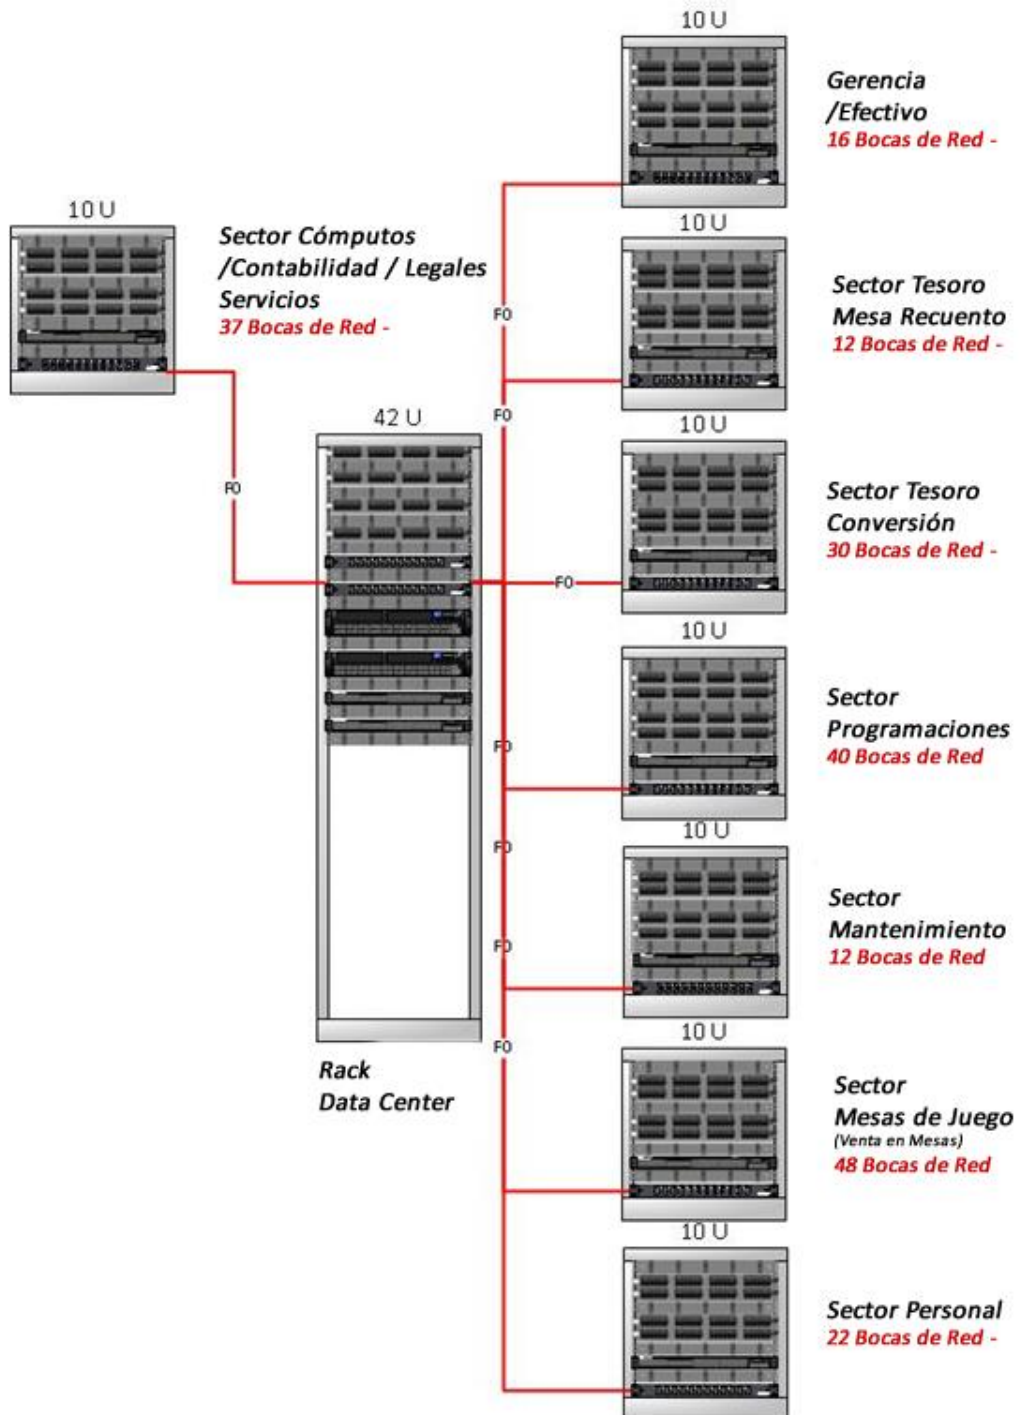 10 U
Gerencia
/Efectivo
16 Bocas de Red -
10 U
Sector Cómputos
/Contabilidad / Legales
Servicios
37 Bocas de Red -
10 U
Sector Tesoro
Mesa Recuento
12 Bocas de Red -
FO
FO
FO
42 U
10 U
Sector Tesoro
Conversión
30 Bocas de Red -
FO
10 U
Sector
Programaciones
40 Bocas de Red
FO
10 U
Sector
Mantenimiento
12 Bocas de Red
FO
FO
Rack
Data Center
10 U
Sector
Mesas de Juego
(Venta en Mesas)
48 Bocas de Red
FO
10 U
Sector Personal
22 Bocas de Red -